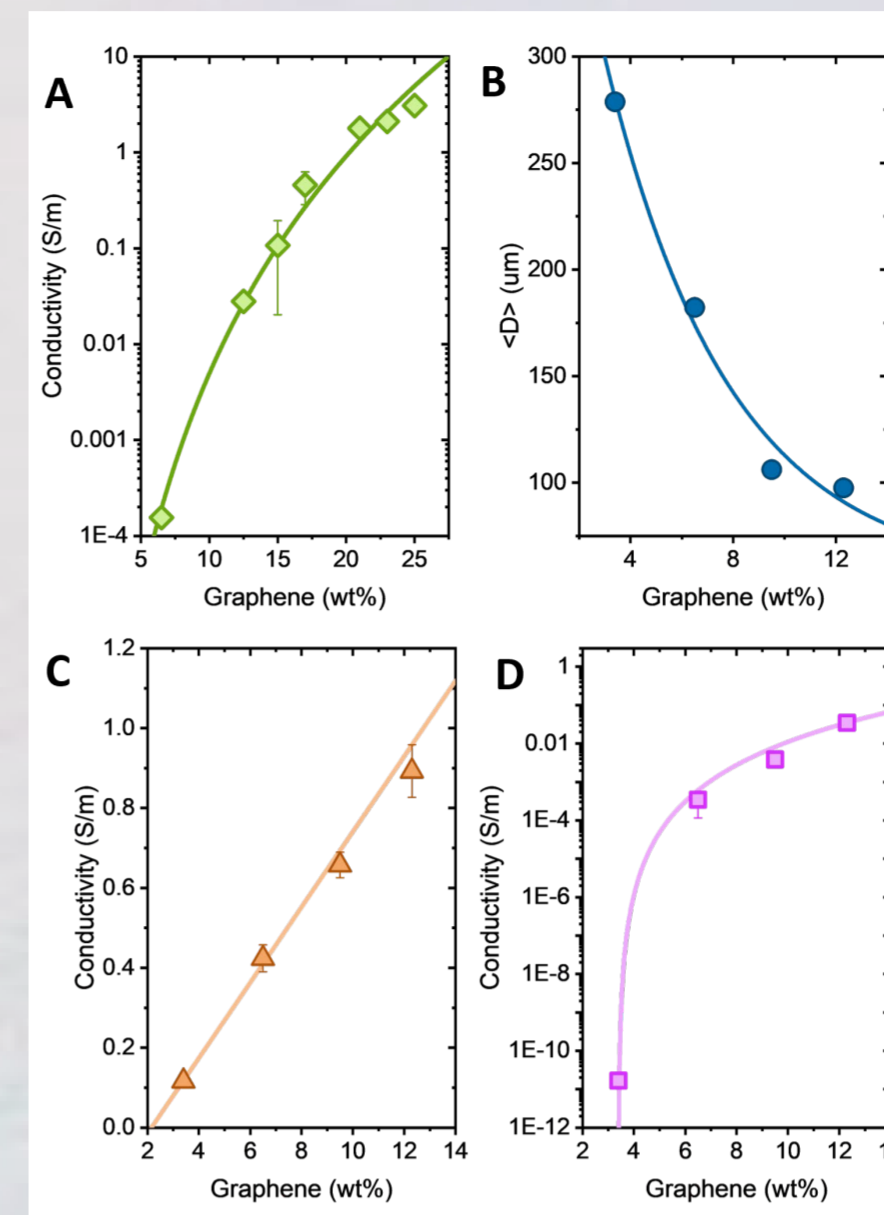 A
10
1
0.1
0.01
0.001
1E-4
Conductivity (S/m)
5 10 15 20 25
Graphene (wt%)
B
300
250
200
150
100
<D> (um)
4 8 12
Graphene (wt%)
C
1.2
1.0
0.8
0.6
0.4
0.2
0.0
Conductivity (S/m)
2 4 6 8 10 12 14
Graphene (wt%)
D
1
0.01
1E-4
1E-6
1E-8
1E-10
1E-12
Conductivity (S/m)
2 4 6 8 10 12
Graphene (wt%)